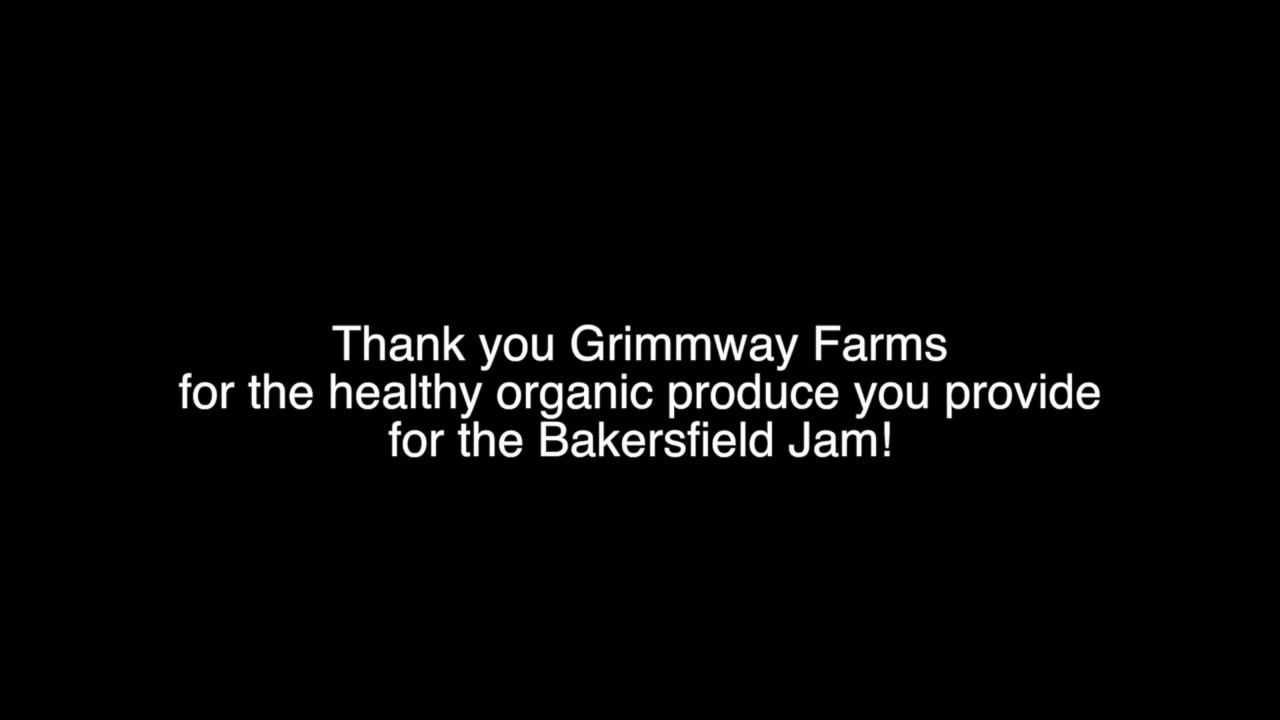 Thank you Grimmway Farms
for the healthy organic produce you provide
for the Bakersfield Jam!